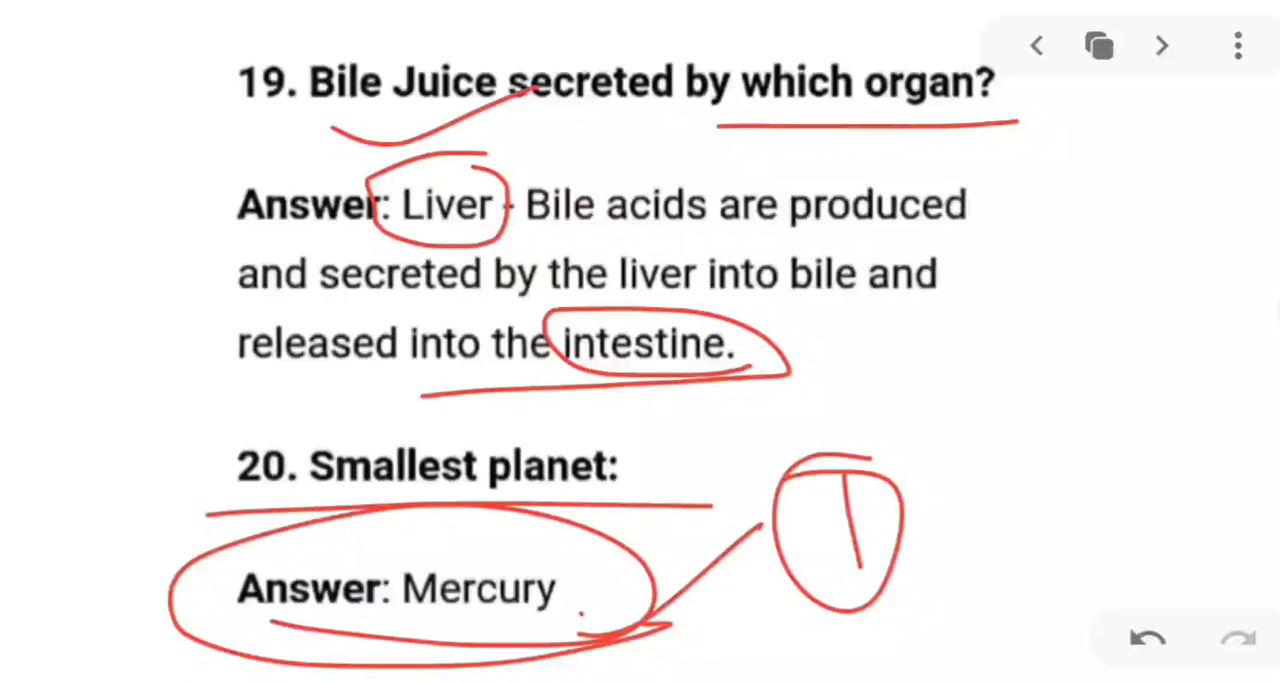 19. Bile Juice secreted by which organ?
Answer: Liver - Bile acids are produced
and secreted by the liver into bile and
released into the intestine.
20. Smallest planet:
Answer: Mercury
1